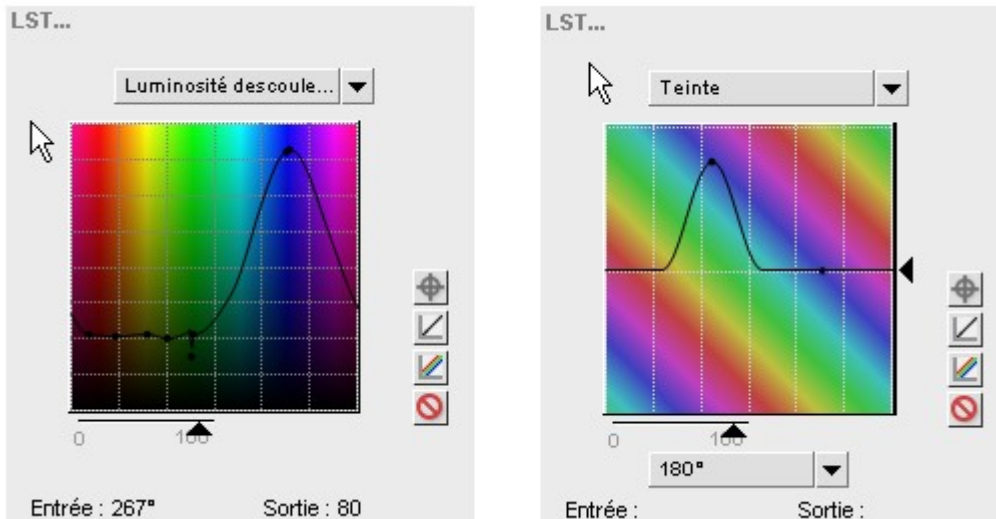 LST...
Luminosité descoule...
0 100
Entrée : 267° Sortie : 80
LST...
Teinte
0 100
180°
Entrée : Sortie :